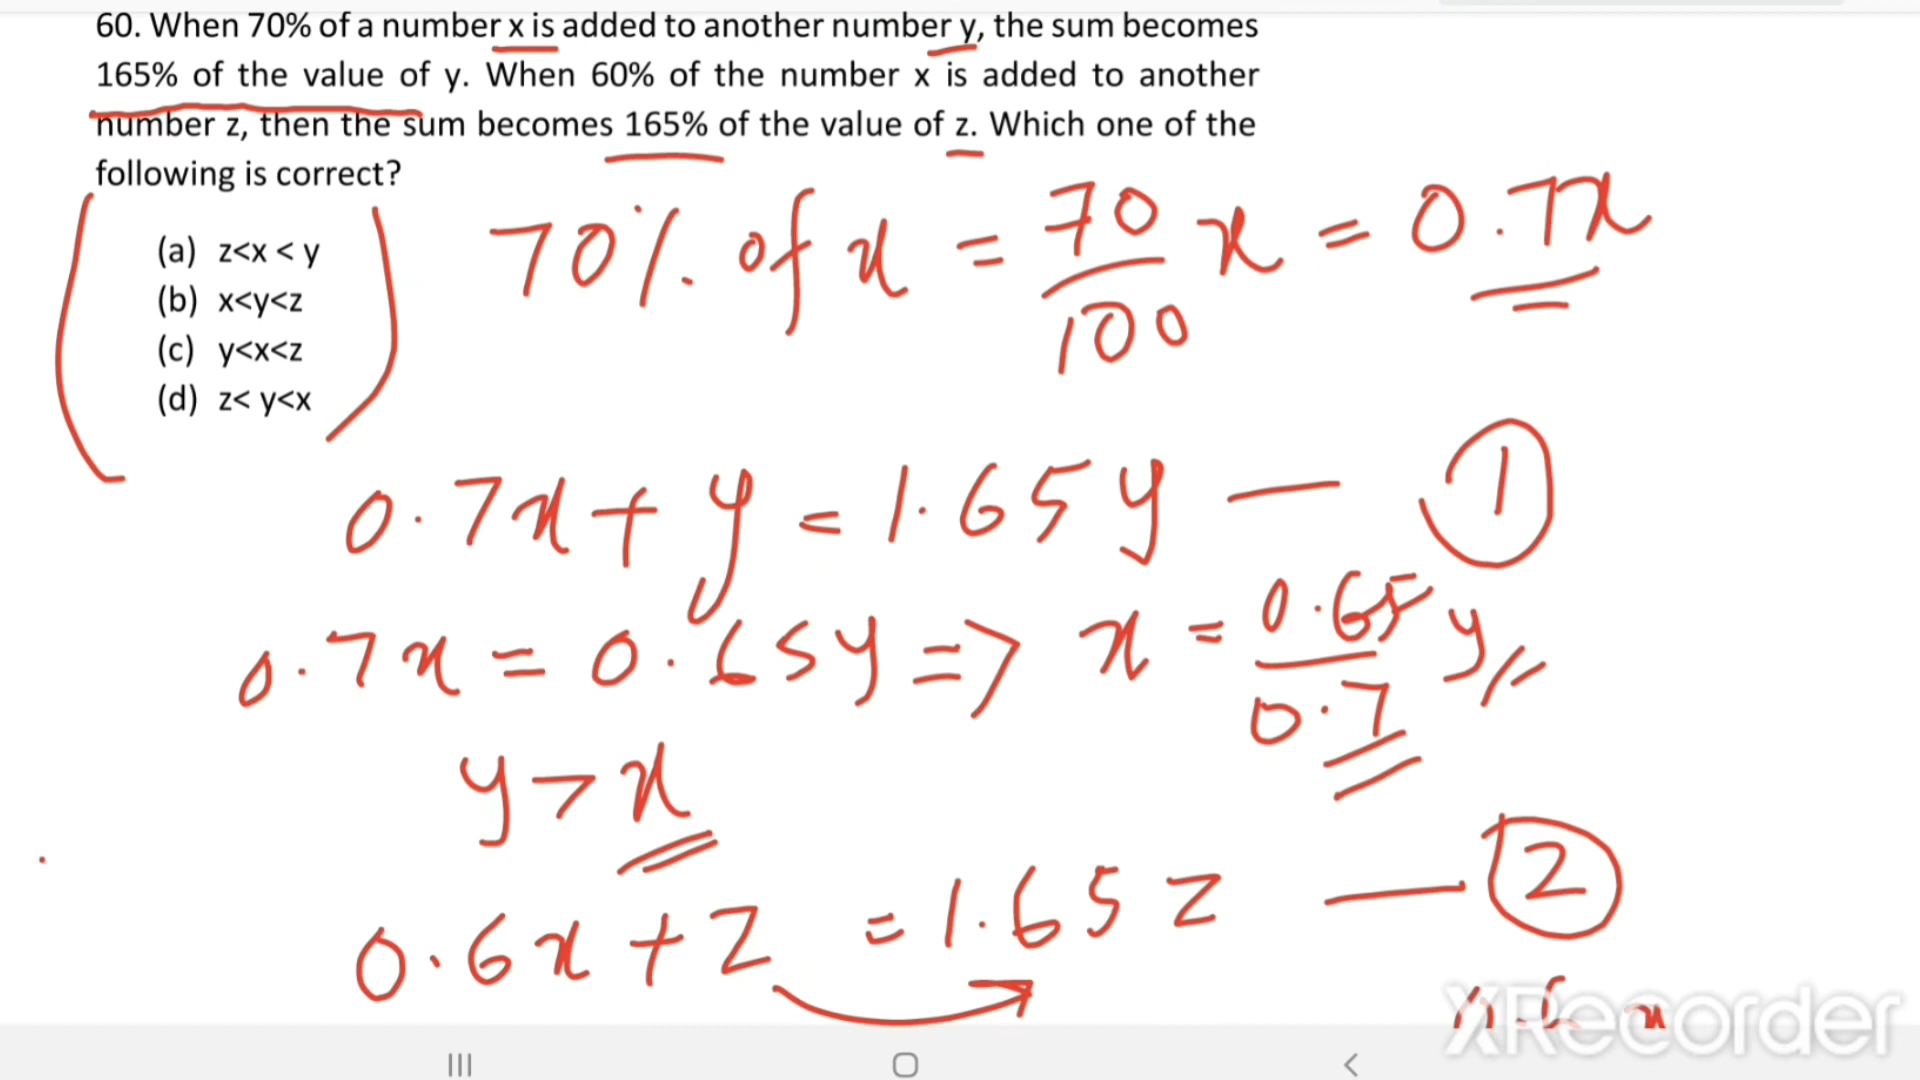 60. When 70% of a number x is added to another number y, the sum becomes
165% of the value of y. When 60% of the number x is added to another
number z, then the sum becomes 165% of the value of z. Which one of the
following is correct?
(a) z<x < y
(b) x<y<z
(c) y<x<z
(d) z< y<x
70% of x = 70/100 x = 0.7x
0.7x + y = 1.65y — 1
0.7x = 0.65y => x = 0.65/0.7 y
y > x
0.6x + z = 1.65 z — 2
XRecorder